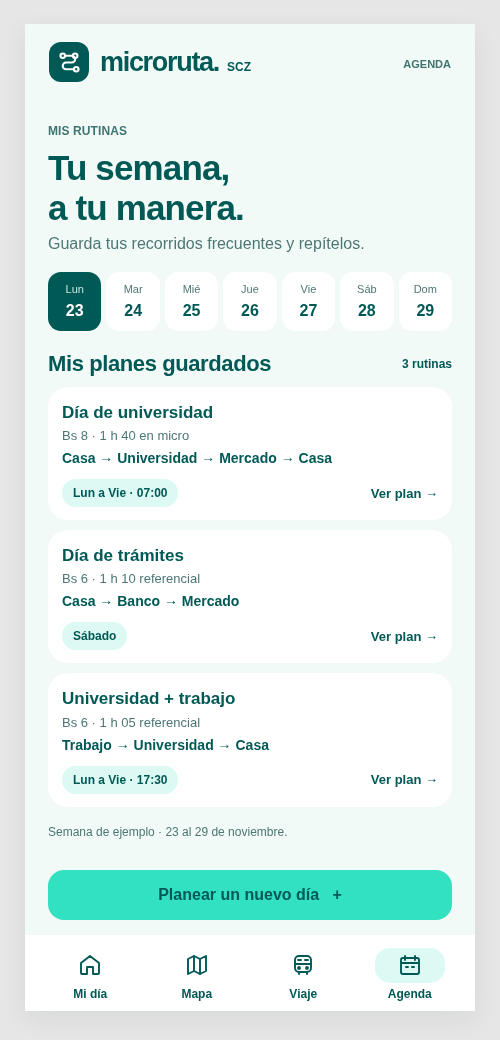 microruta. SCZ
AGENDA
MIS RUTINAS
Tu semana,
a tu manera.
Guarda tus recorridos frecuentes y repítelos.
Lun Mar Mié Jue Vie Sáb Dom
23 24 25 26 27 28 29
Mis planes guardados 3 rutinas
Día de universidad
Bs 8 · 1 h 40 en micro
Casa → Universidad → Mercado → Casa
Lun a Vie · 07:00 Ver plan →
Día de trámites
Bs 6 · 1 h 10 referencial
Casa → Banco → Mercado
Sábado Ver plan →
Universidad + trabajo
Bs 6 · 1 h 05 referencial
Trabajo → Universidad → Casa
Lun a Vie · 17:30 Ver plan →
Semana de ejemplo · 23 al 29 de noviembre.
Planear un nuevo día +
Mi día Mapa Viaje Agenda